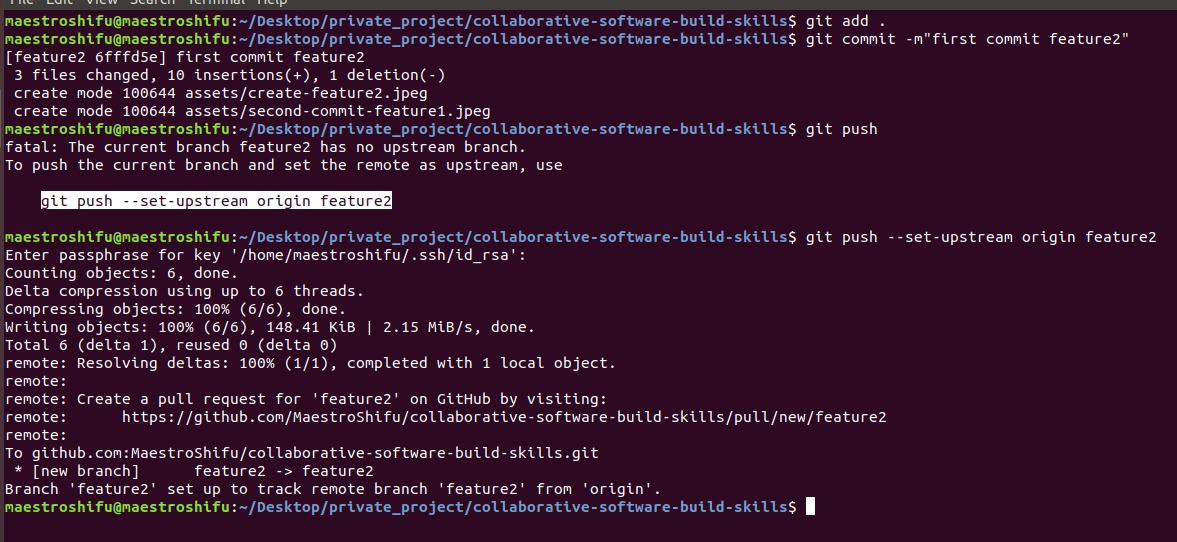 File Edit View Search Terminal Help
maestroshifu@maestroshifu:~/Desktop/private_project/collaborative-software-build-skills$ git add .
maestroshifu@maestroshifu:~/Desktop/private_project/collaborative-software-build-skills$ git commit -m"first commit feature2"
[feature2 6fffd5e] first commit feature2
 3 files changed, 10 insertions(+), 1 deletion(-)
 create mode 100644 assets/create-feature2.jpeg
 create mode 100644 assets/second-commit-feature1.jpeg
maestroshifu@maestroshifu:~/Desktop/private_project/collaborative-software-build-skills$ git push
fatal: The current branch feature2 has no upstream branch.
To push the current branch and set the remote as upstream, use
    git push --set-upstream origin feature2
maestroshifu@maestroshifu:~/Desktop/private_project/collaborative-software-build-skills$ git push --set-upstream origin feature2
Enter passphrase for key '/home/maestroshifu/.ssh/id_rsa':
Counting objects: 6, done.
Delta compression using up to 6 threads.
Compressing objects: 100% (6/6), done.
Writing objects: 100% (6/6), 148.41 KiB | 2.15 MiB/s, done.
Total 6 (delta 1), reused 0 (delta 0)
remote: Resolving deltas: 100% (1/1), completed with 1 local object.
remote:
remote: Create a pull request for 'feature2' on GitHub by visiting:
remote:      https://github.com/MaestroShifu/collaborative-software-build-skills/pull/new/feature2
remote:
To github.com:MaestroShifu/collaborative-software-build-skills.git
 * [new branch]      feature2 -> feature2
Branch 'feature2' set up to track remote branch 'feature2' from 'origin'.
maestroshifu@maestroshifu:~/Desktop/private_project/collaborative-software-build-skills$